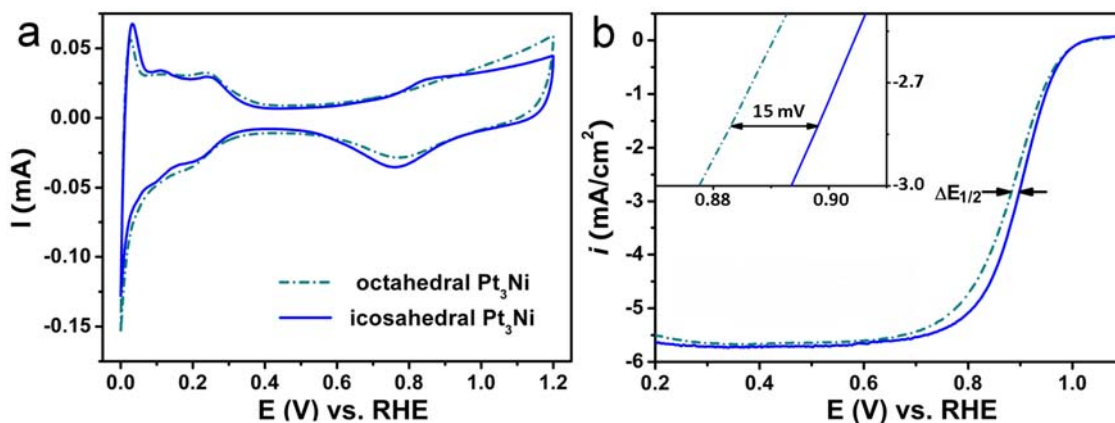 a
I (mA)
0.05
0.00
-0.05
-0.10
-0.15
octahedral Pt₃Ni
icosahedral Pt₃Ni
0.0 0.2 0.4 0.6 0.8 1.0 1.2
E (V) vs. RHE
b
i (mA/cm²)
0
-1
-2
-3
-4
-5
-6
15 mV
-2.7
-3.0
0.88 0.90
ΔE₁/₂
0.2 0.4 0.6 0.8 1.0
E (V) vs. RHE